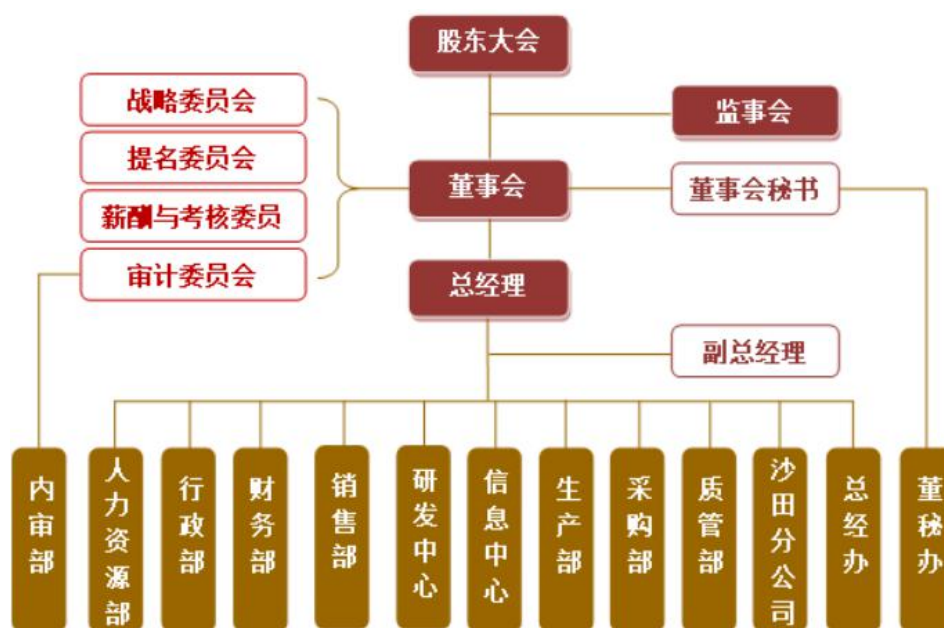 股东大会
战略委员会
监事会
提名委员会
董事会
董事会秘书
薪酬与考核委员
审计委员会
总经理
副总经理
内审部
人力资源部
行政部
财务部
销售部
研发中心
信息中心
生产部
采购部
质管部
沙田分公司
总经办
董秘办